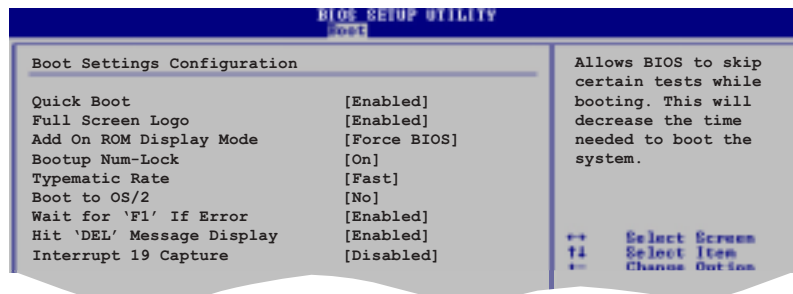 BIOS SETUP UTILITY
Boot
Boot Settings Configuration
Quick Boot [Enabled]
Full Screen Logo [Enabled]
Add On ROM Display Mode [Force BIOS]
Bootup Num-Lock [On]
Typematic Rate [Fast]
Boot to OS/2 [No]
Wait for ‘F1’ If Error [Enabled]
Hit ‘DEL’ Message Display [Enabled]
Interrupt 19 Capture [Disabled]
Allows BIOS to skip
certain tests while
booting. This will
decrease the time
needed to boot the
system.
↔ Select Screen
↑↓ Select Item
+- Change Option